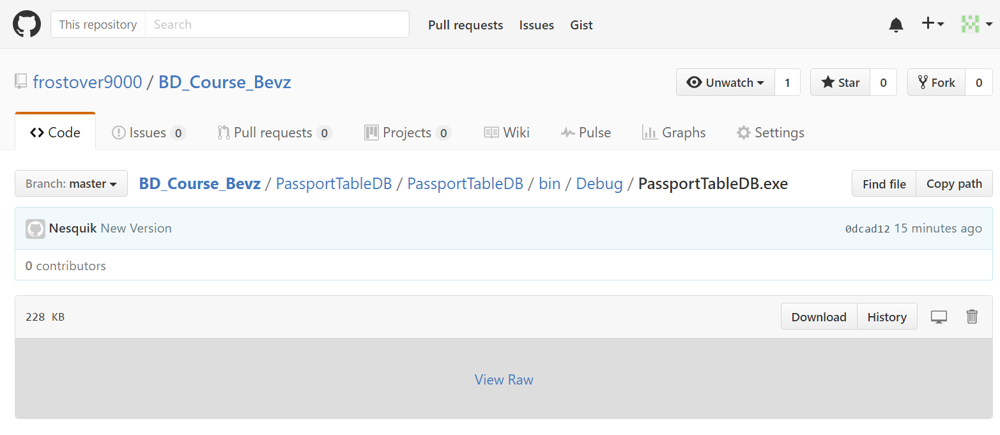 This repository Search Pull requests Issues Gist
frostover9000 / BD_Course_Bevz Unwatch 1 Star 0 Fork 0
Code Issues 0 Pull requests 0 Projects 0 Wiki Pulse Graphs Settings
Branch: master BD_Course_Bevz / PassportTableDB / PassportTableDB / bin / Debug / PassportTableDB.exe Find file Copy path
Nesquik New Version 0dcad12 15 minutes ago
0 contributors
228 KB Download History
View Raw